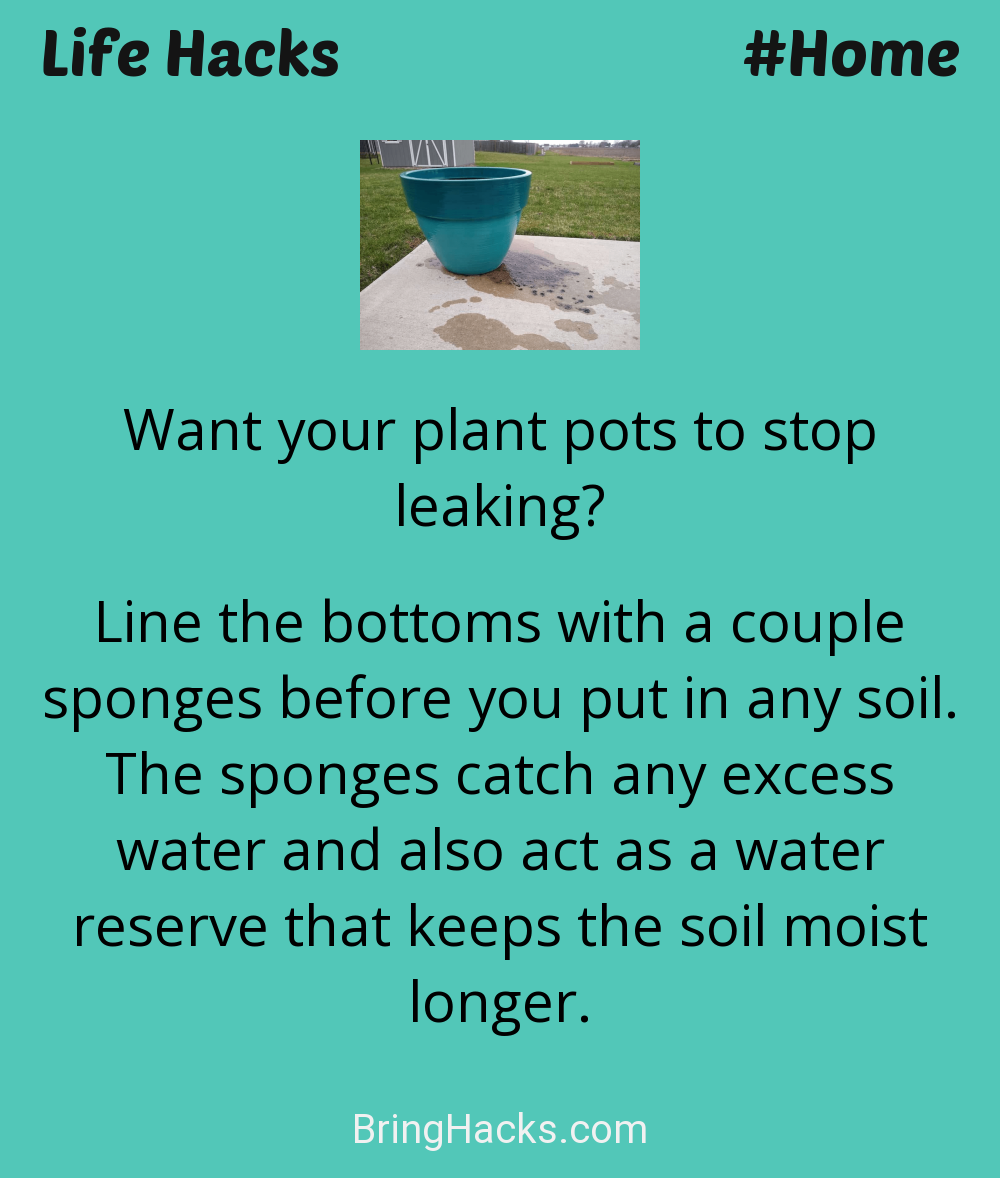 Life Hacks #Home
Want your plant pots to stop
leaking?
Line the bottoms with a couple
sponges before you put in any soil.
The sponges catch any excess
water and also act as a water
reserve that keeps the soil moist
longer.
BringHacks.com